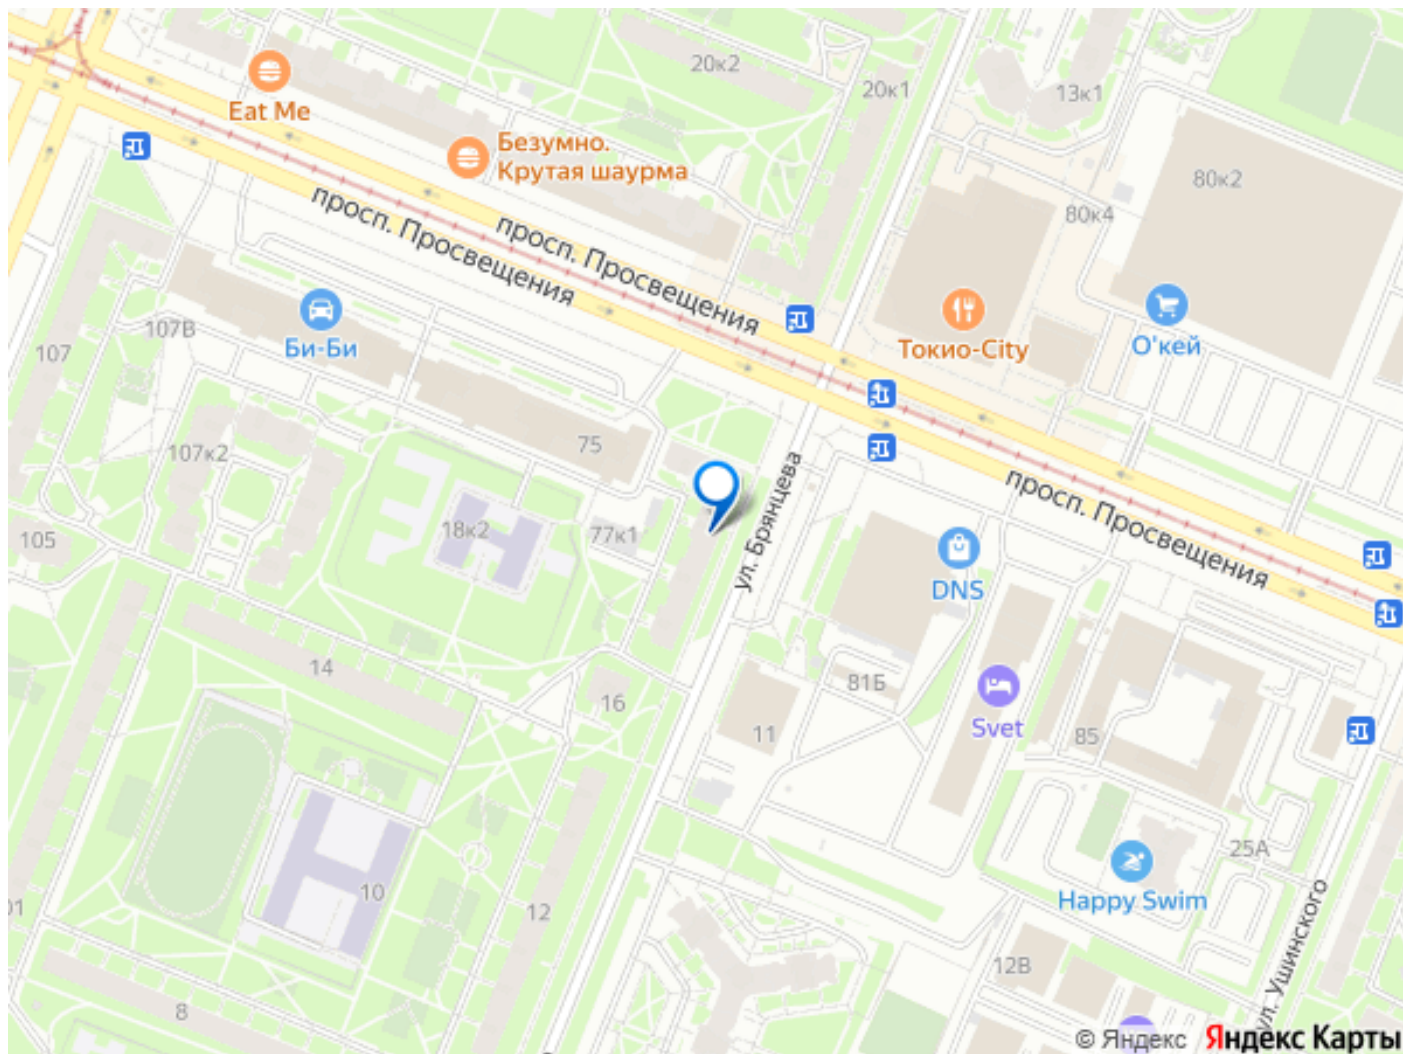 20к2
20к1
13к1
Eat Me
Безумно.
Крутая шаурма
80к2
80к4
просп. Просвещения
просп. Просвещения
Токио-City
О'кей
107В
Би-Би
107
107к2
75
105
18к2
77к1
ул. Брянцева
просп. Просвещения
DNS
14
16
81Б
11
Svet
85
10
12
25А
Happy Swim
12В
8
ул. Ушинского
© Яндекс Яндекс Карты